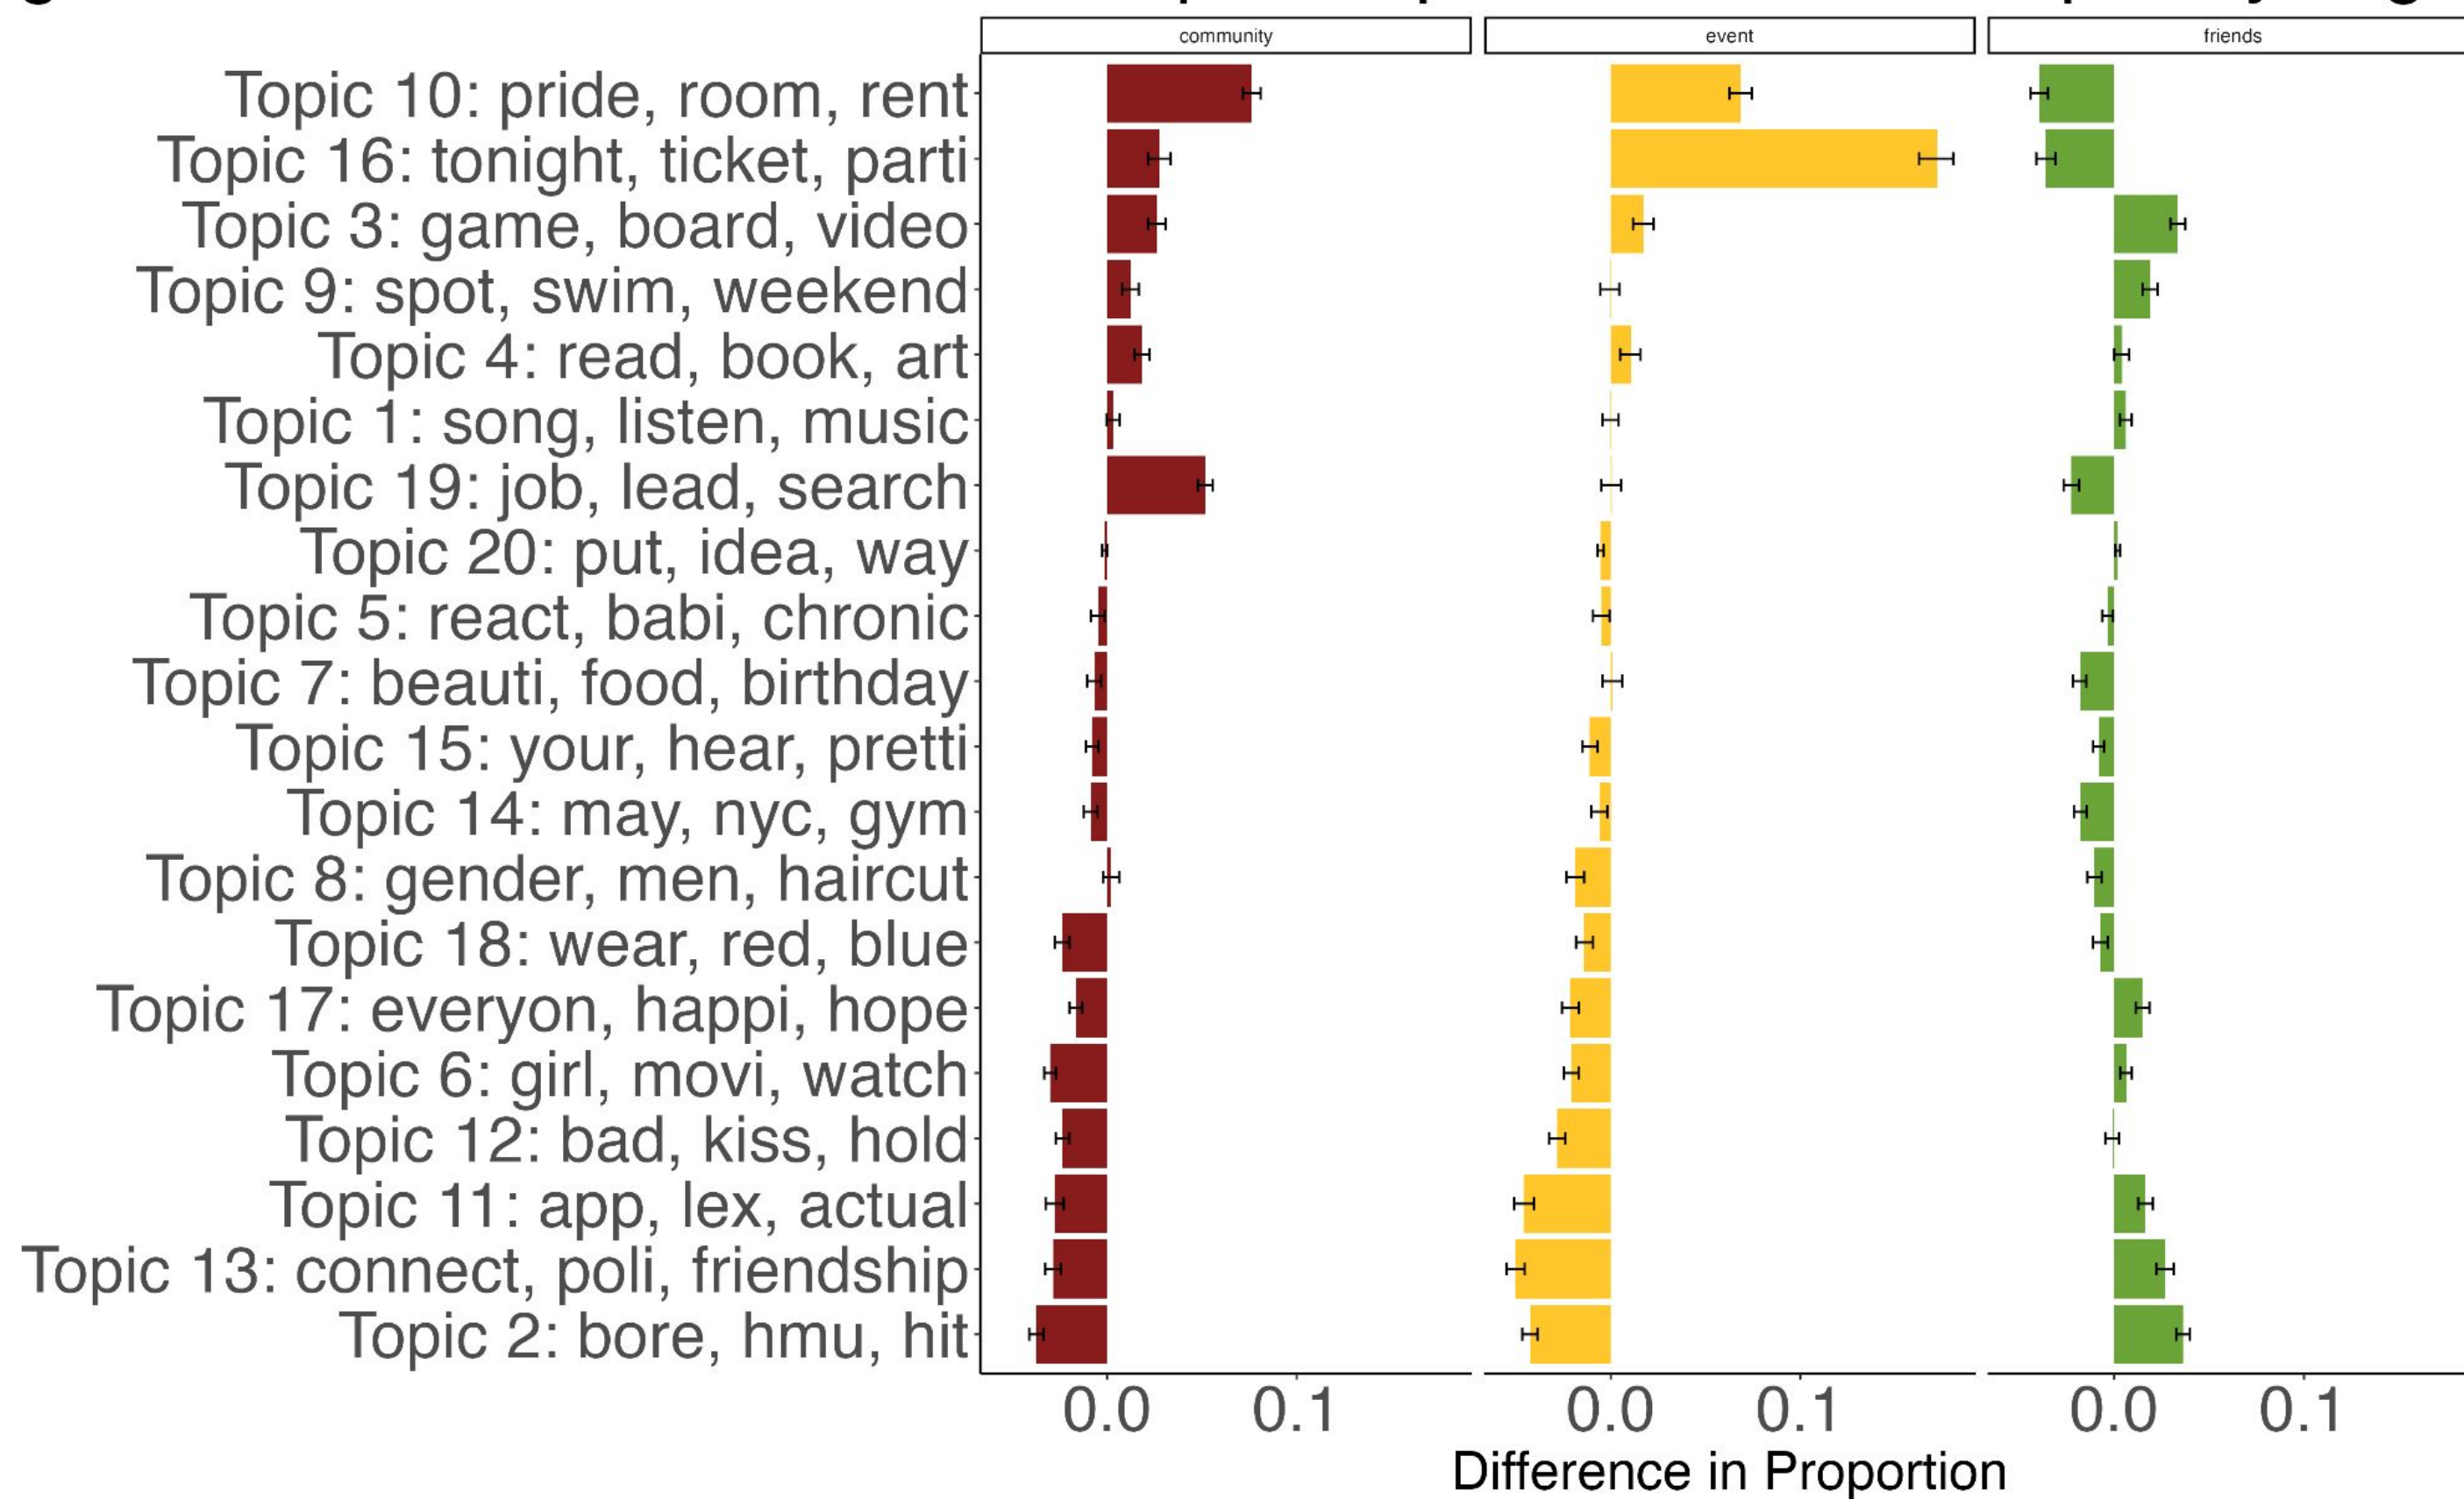 community event friends
Topic 10: pride, room, rent
Topic 16: tonight, ticket, parti
Topic 3: game, board, video
Topic 9: spot, swim, weekend
Topic 4: read, book, art
Topic 1: song, listen, music
Topic 19: job, lead, search
Topic 20: put, idea, way
Topic 5: react, babi, chronic
Topic 7: beauti, food, birthday
Topic 15: your, hear, pretti
Topic 14: may, nyc, gym
Topic 8: gender, men, haircut
Topic 18: wear, red, blue
Topic 17: everyon, happi, hope
Topic 6: girl, movi, watch
Topic 12: bad, kiss, hold
Topic 11: app, lex, actual
Topic 13: connect, poli, friendship
Topic 2: bore, hmu, hit
0.0 0.1 0.0 0.1 0.0 0.1
Difference in Proportion